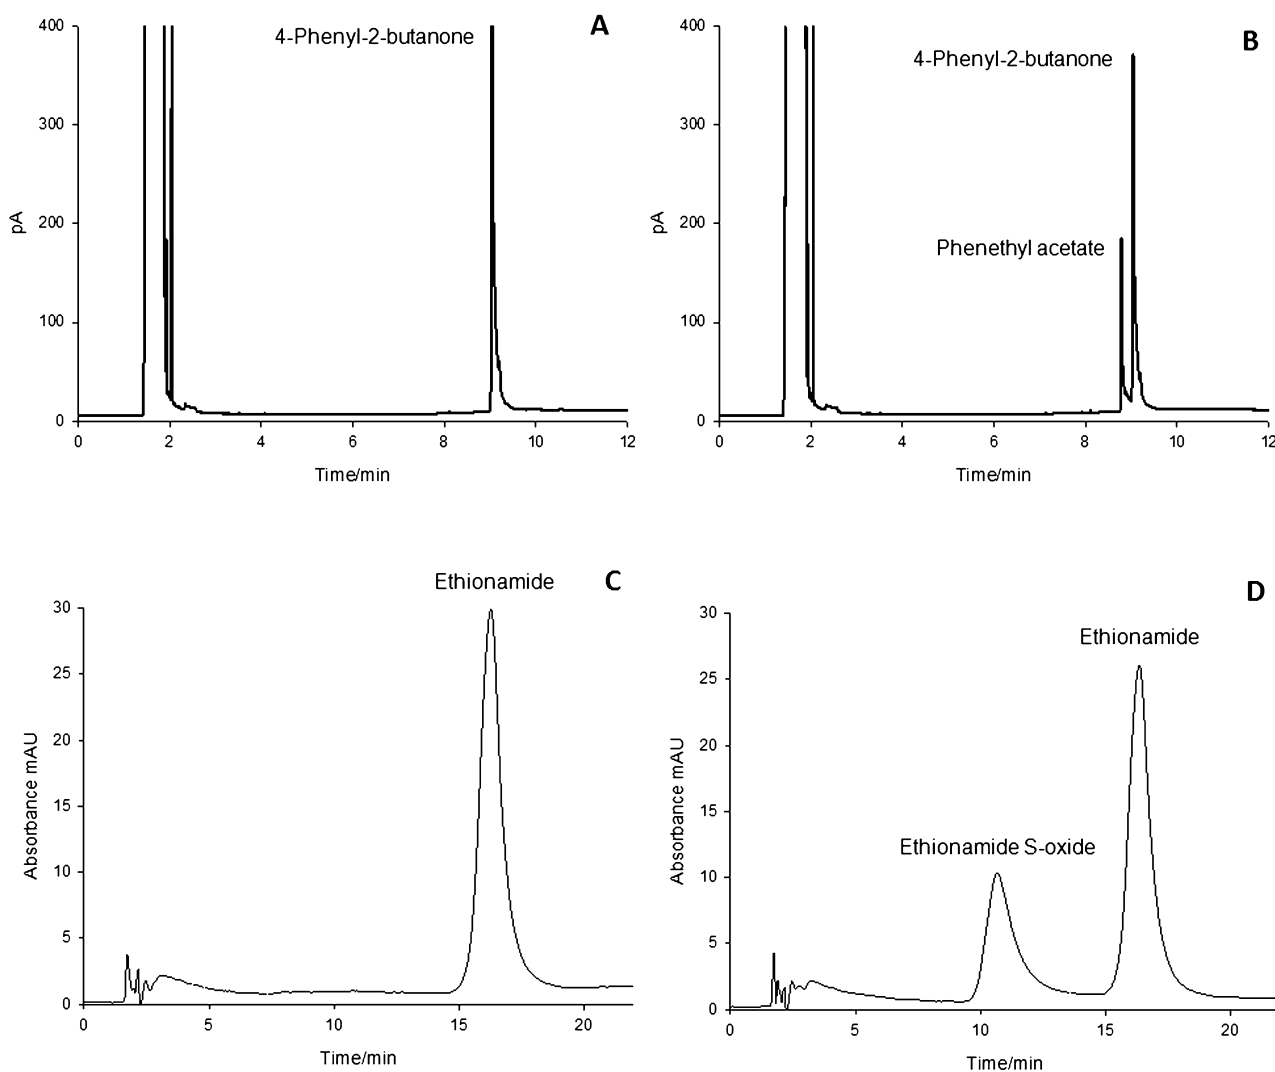 A
400
4-Phenyl-2-butanone
300
pA
200
100
0
0 2 4 6 8 10 12
Time/min
B
400
4-Phenyl-2-butanone
300
pA
200
Phenethyl acetate
100
0
0 2 4 6 8 10 12
Time/min
C
Ethionamide
30
25
20
Absorbance mAU
15
10
5
0
0 5 10 15 20
Time/min
D
30
Ethionamide
25
20
Absorbance mAU
15
Ethionamide S-oxide
10
5
0
0 5 10 15 20
Time/min